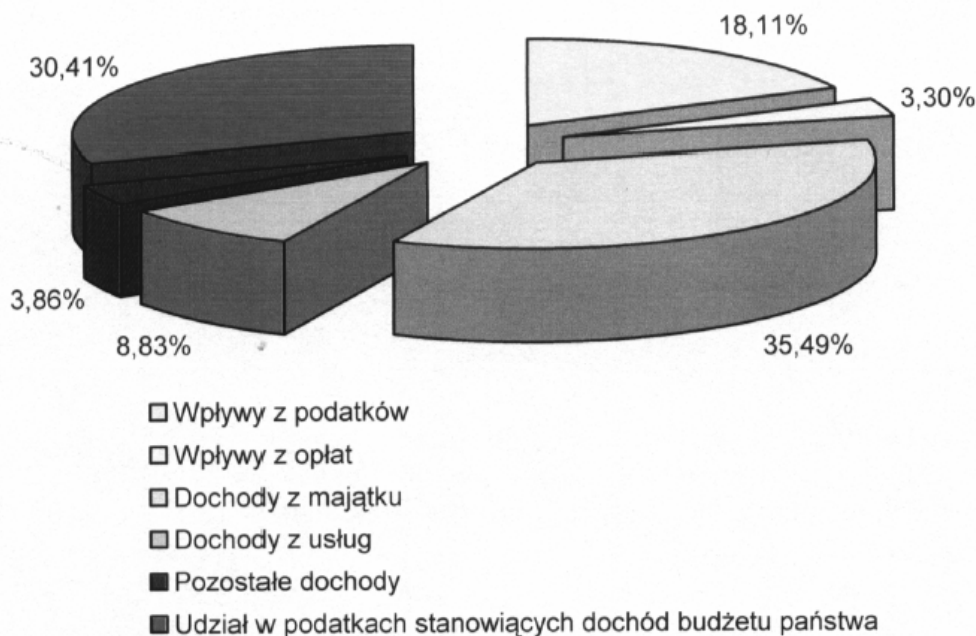 18,11%
30,41%
3,30%
3,86%
8,83%
35,49%
Wpływy z podatków
Wpływy z opłat
Dochody z majątku
Dochody z usług
Pozostałe dochody
Udział w podatkach stanowiących dochód budżetu państwa